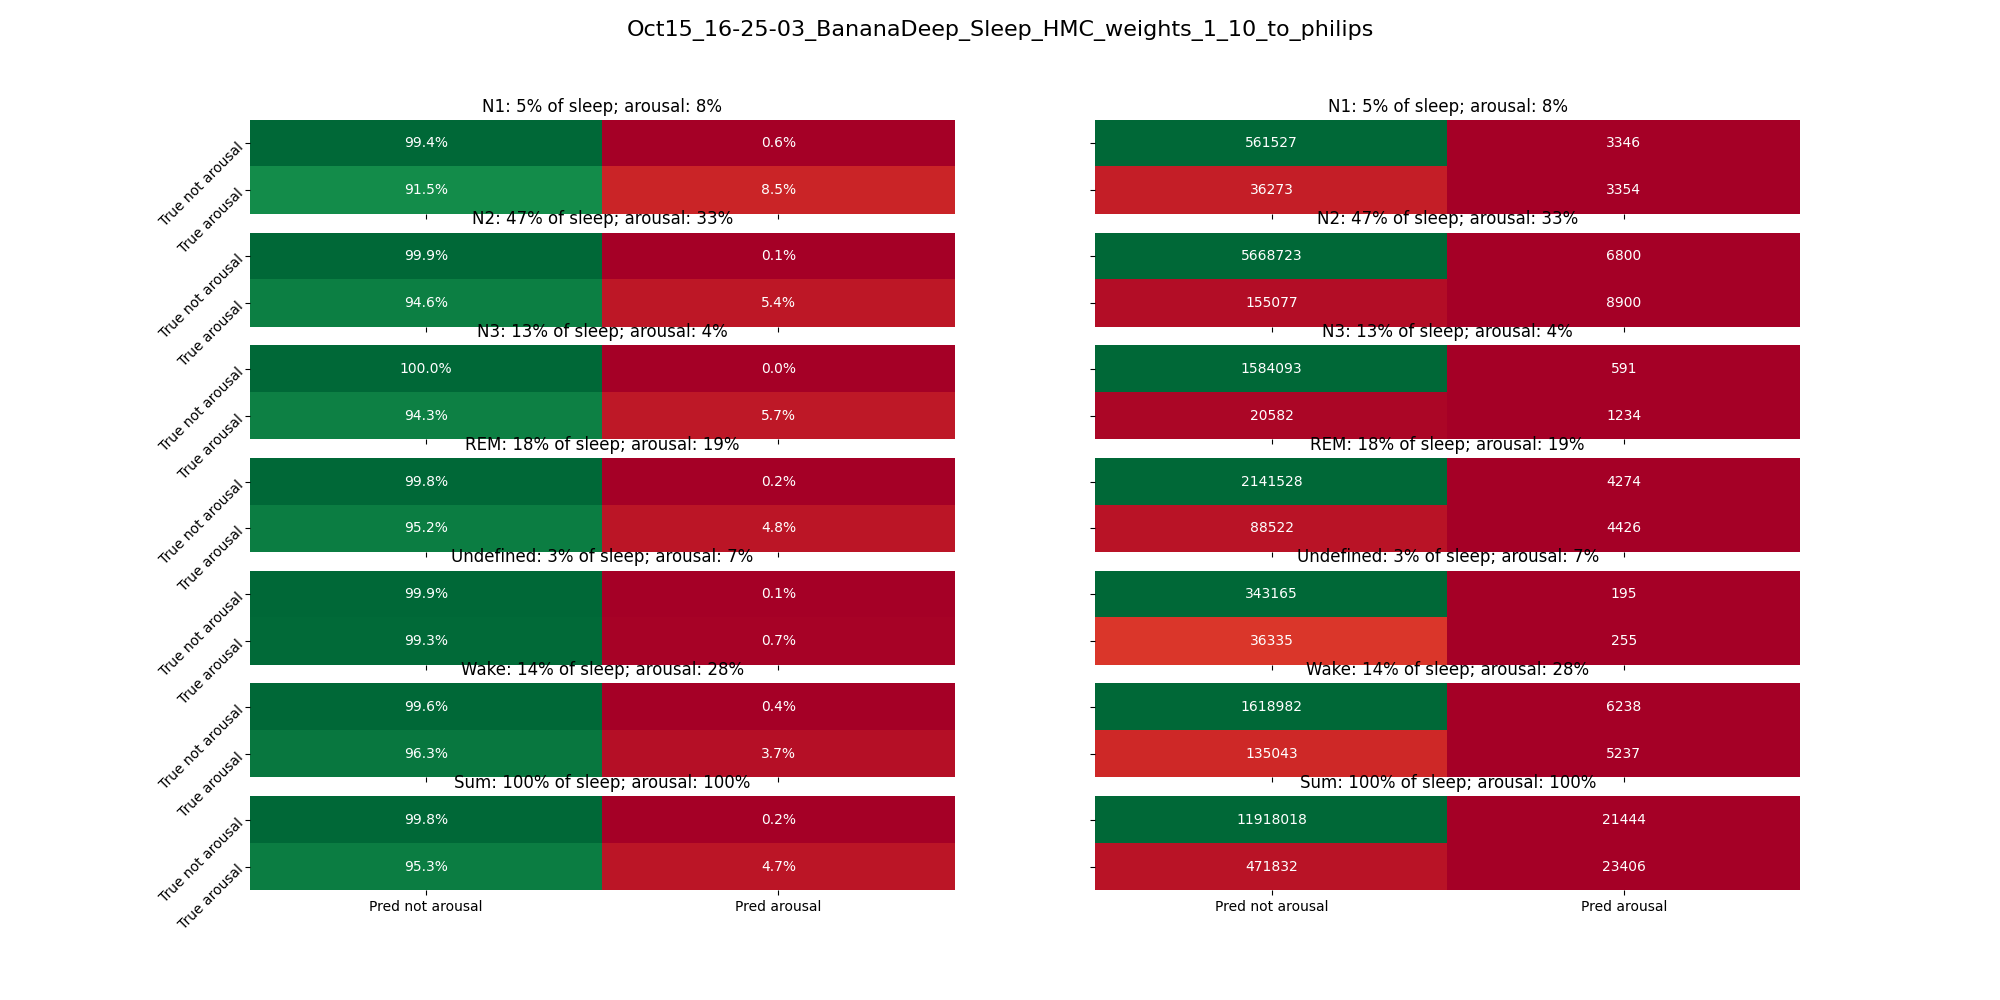 Oct15_16-25-03_BananaDeep_Sleep_HMC_weights_1_10_to_philips
N1: 5% of sleep; arousal: 8%
True not arousal
99.4%
0.6%
True arousal
91.5%
8.5%
N1: 5% of sleep; arousal: 8%
561527
3346
36273
3354
N2: 47% of sleep; arousal: 33%
True not arousal
99.9%
0.1%
True arousal
94.6%
5.4%
N2: 47% of sleep; arousal: 33%
5668723
6800
155077
8900
N3: 13% of sleep; arousal: 4%
True not arousal
100.0%
0.0%
True arousal
94.3%
5.7%
N3: 13% of sleep; arousal: 4%
1584093
591
20582
1234
REM: 18% of sleep; arousal: 19%
True not arousal
99.8%
0.2%
True arousal
95.2%
4.8%
REM: 18% of sleep; arousal: 19%
2141528
4274
88522
4426
Undefined: 3% of sleep; arousal: 7%
True not arousal
99.9%
0.1%
True arousal
99.3%
0.7%
Undefined: 3% of sleep; arousal: 7%
343165
195
36335
255
Wake: 14% of sleep; arousal: 28%
True not arousal
99.6%
0.4%
True arousal
96.3%
3.7%
Wake: 14% of sleep; arousal: 28%
1618982
6238
135043
5237
Sum: 100% of sleep; arousal: 100%
True not arousal
99.8%
0.2%
True arousal
95.3%
4.7%
Pred not arousal
Pred arousal
Sum: 100% of sleep; arousal: 100%
11918018
21444
471832
23406
Pred not arousal
Pred arousal